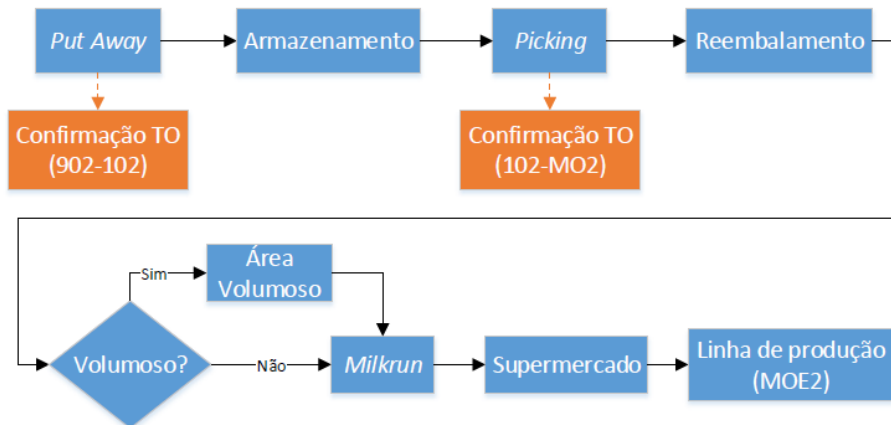 Put Away
Armazenamento
Picking
Reembalamento
Confirmação TO
(902-102)
Confirmação TO
(102-MO2)
Sim
Área
Volumoso
Volumoso?
Não
Milkrun
Supermercado
Linha de produção
(MOE2)